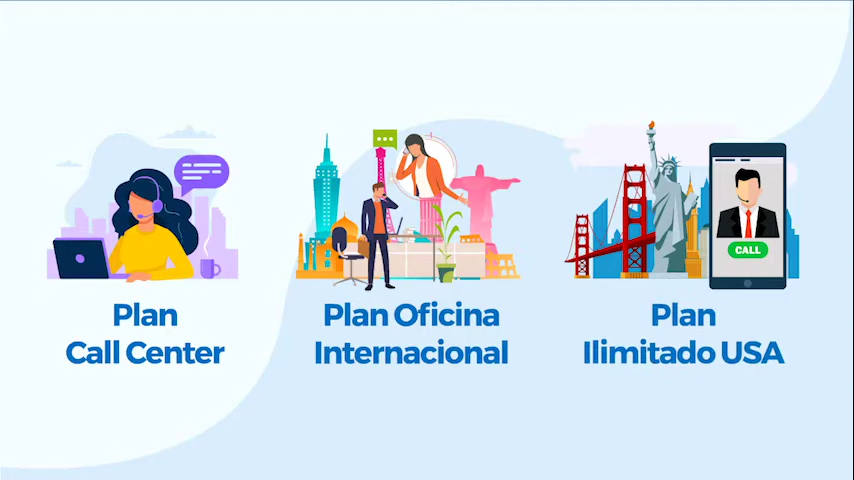 Plan
Call Center
Plan Oficina
Internacional
CALL
Plan
Ilimitado USA